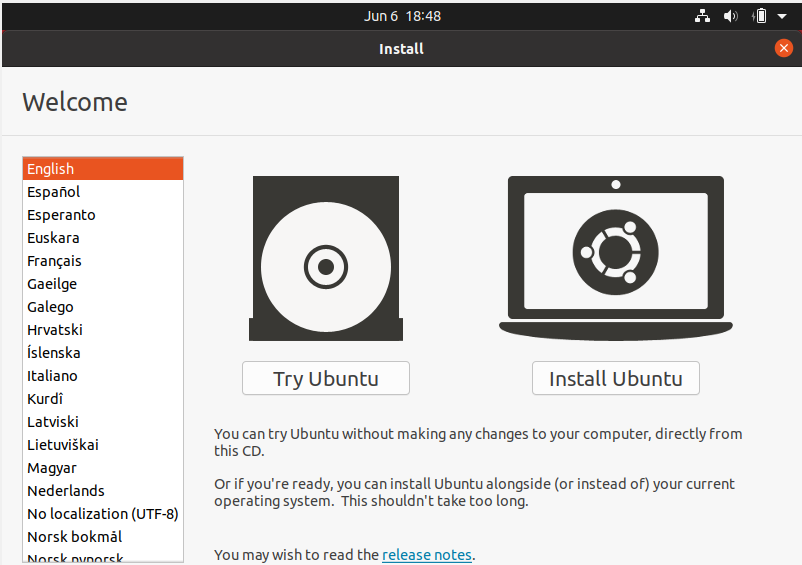 Jun 6 18:48
Install
Welcome
English
Español
Esperanto
Euskara
Français
Gaeilge
Galego
Hrvatski
Íslenska
Italiano
Kurdî
Latviski
Lietuviškai
Magyar
Nederlands
No localization (UTF-8)
Norsk bokmål
Norsk nynorsk
Try Ubuntu
Install Ubuntu
You can try Ubuntu without making any changes to your computer, directly from
this CD.
Or if you're ready, you can install Ubuntu alongside (or instead of) your current
operating system. This shouldn't take too long.
You may wish to read the release notes.